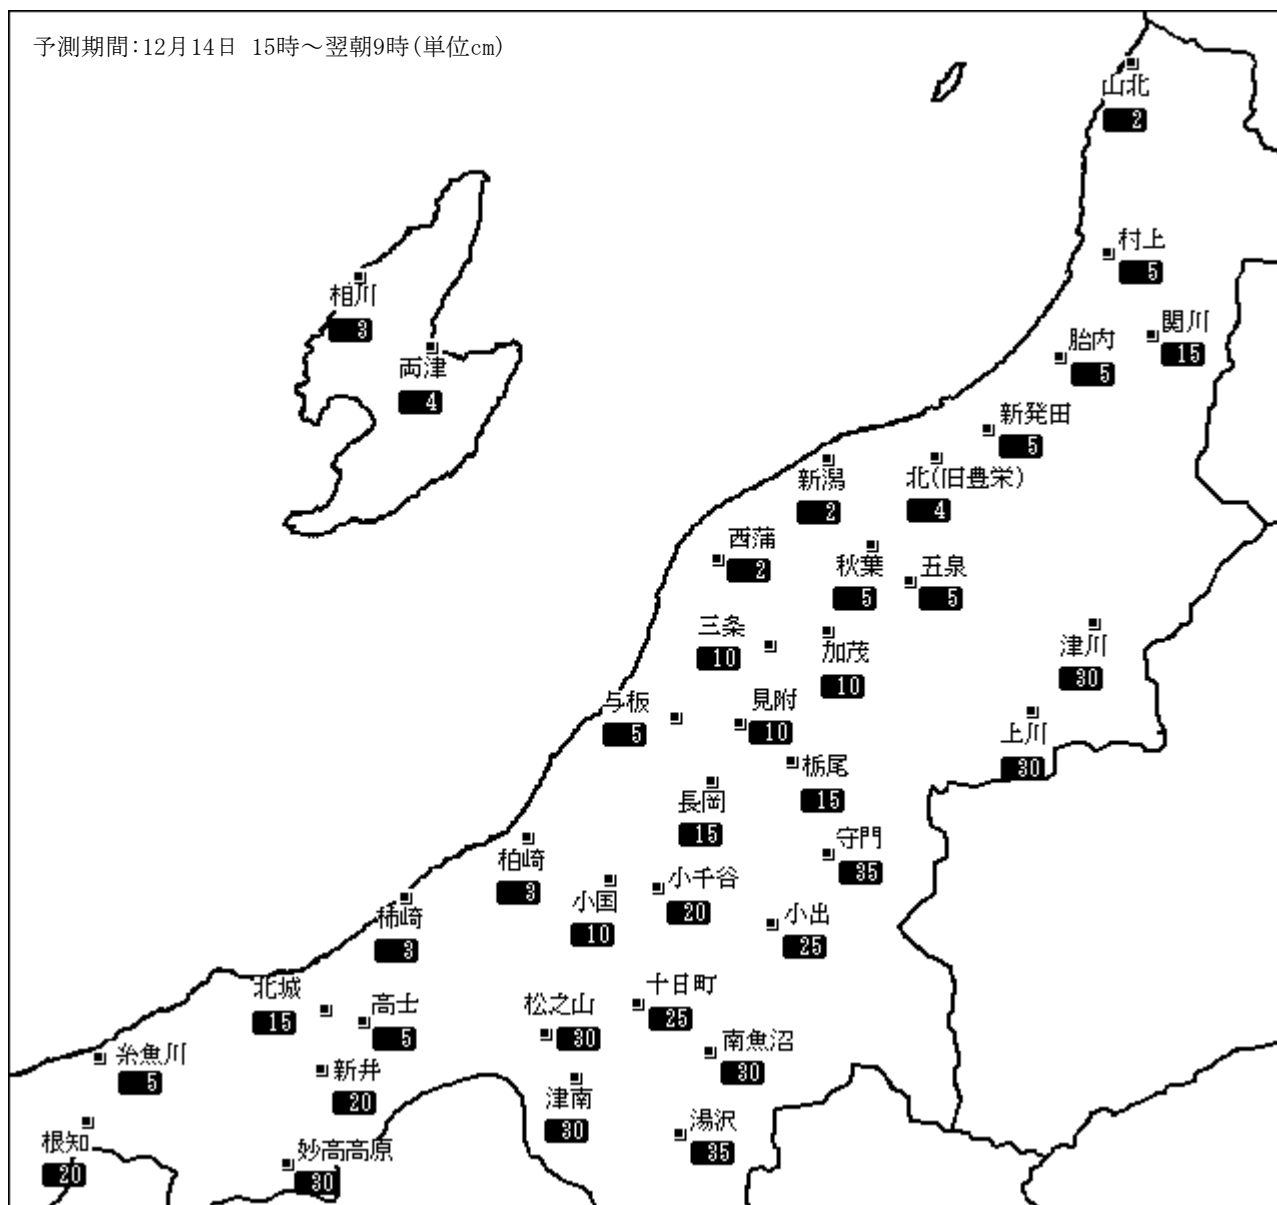 予測期間:12月14日 15時～翌朝9時(単位cm)
山北
2
村上
5
関川
15
胎内
5
新発田
5
相川
3
両津
4
新潟
2
北(旧豊栄)
4
西蒲
2
秋葉
5
五泉
5
三条
10
加茂
10
津川
30
与板
5
見附
10
上川
30
栃尾
15
長岡
15
守門
35
柏崎
3
小国
10
小千谷
20
小出
25
柿崎
3
北城
15
高士
5
松之山
30
十日町
25
南魚沼
30
糸魚川
5
新井
20
津南
30
湯沢
35
根知
20
妙高高原
30